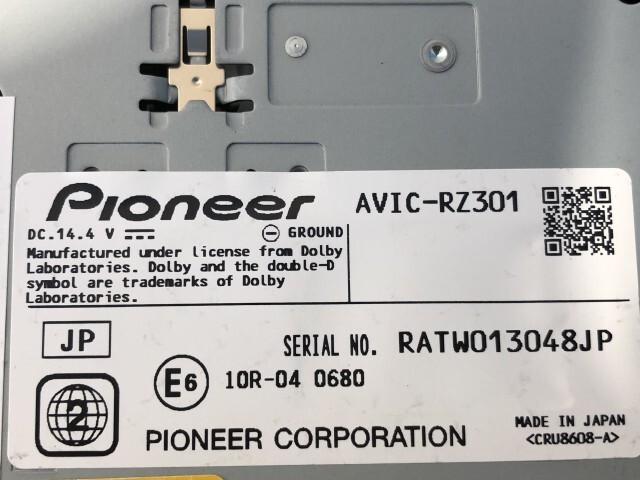 Pioneer
AVIC-RZ301
DC.14.4 V
GROUND
Manufactured under license from Dolby
Laboratories. Dolby and the double-D
symbol are trademarks of Dolby
Laboratories.
JP
SERIAL NO. RATW013048JP
2
E6
10R-04 0680
PIONEER CORPORATION
MADE IN JAPAN
<CRU8608-A>